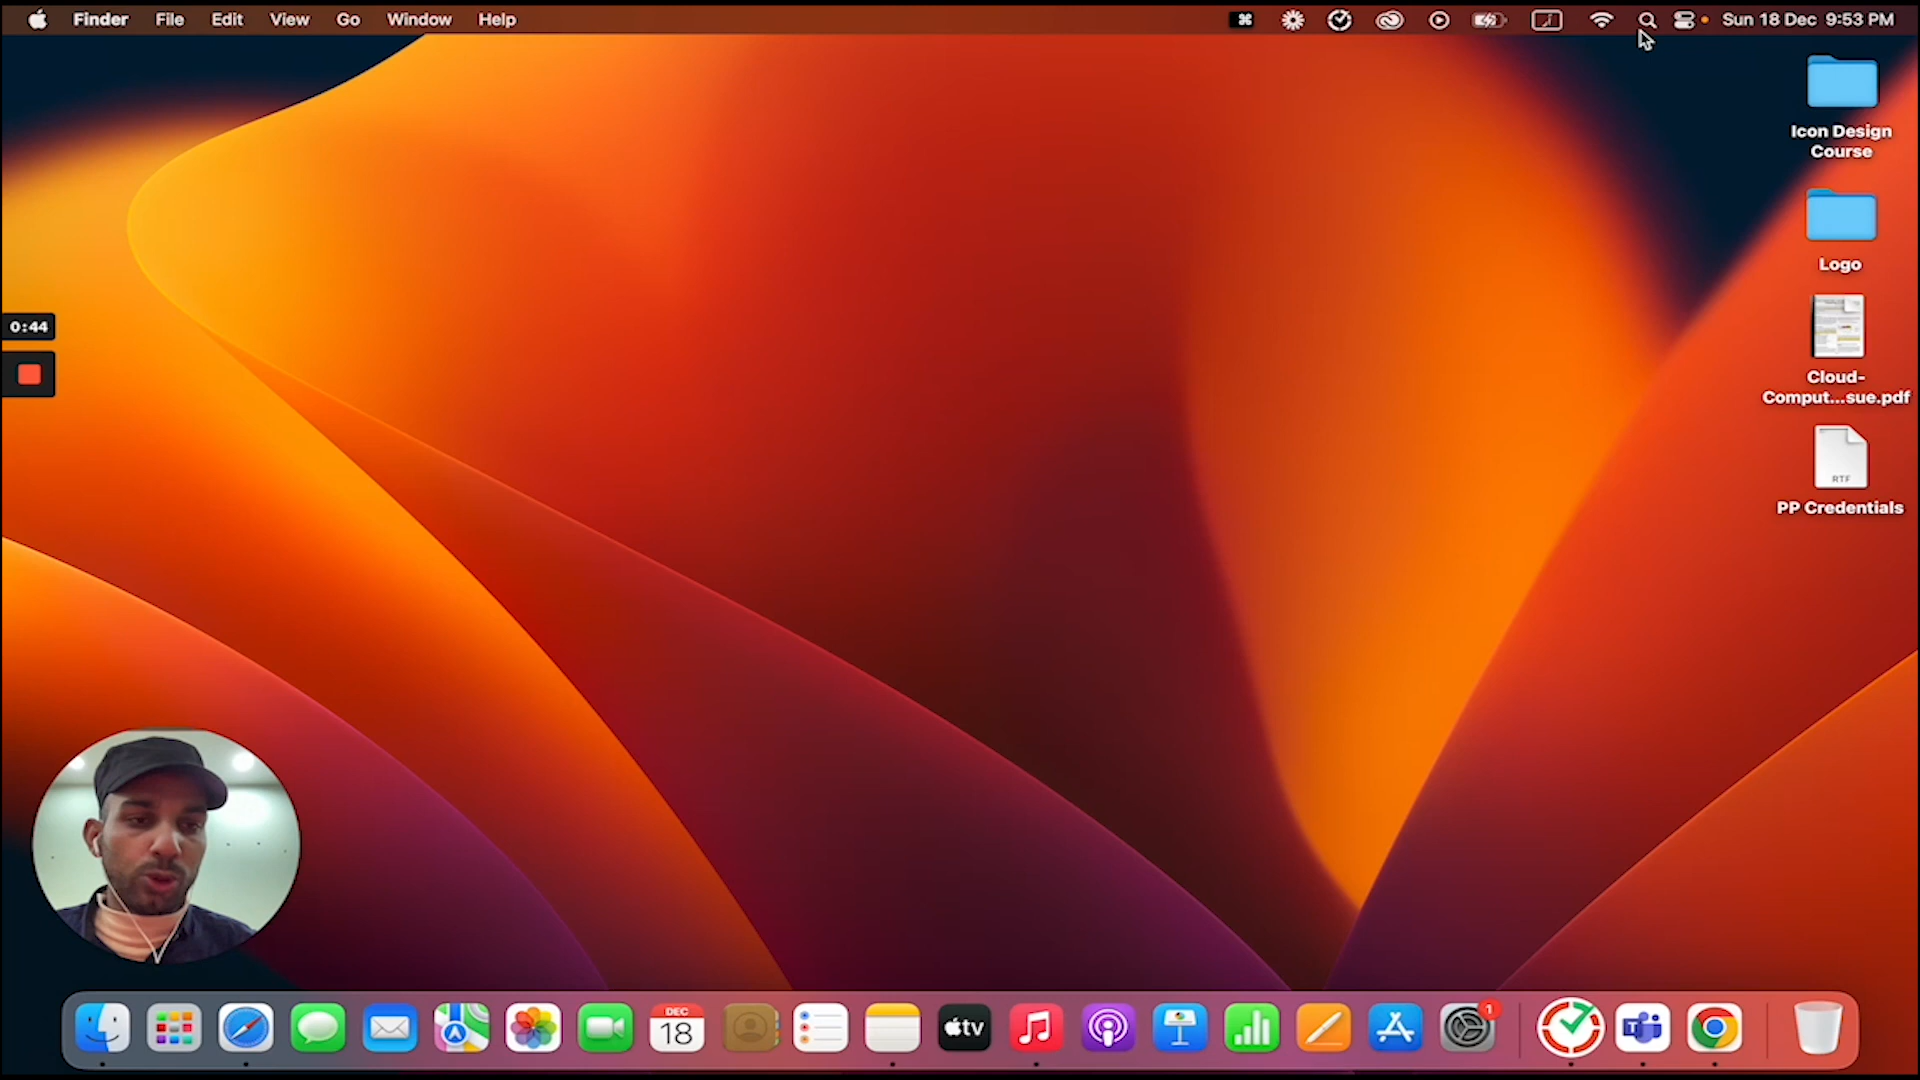 Finder File Edit View Go Window Help Sun 18 Dec 9:53 PM
Icon Design
Course
Logo
Cloud-
Comput...sue.pdf
RTF
PP Credentials
0:44
DEC
18
tv
1
T